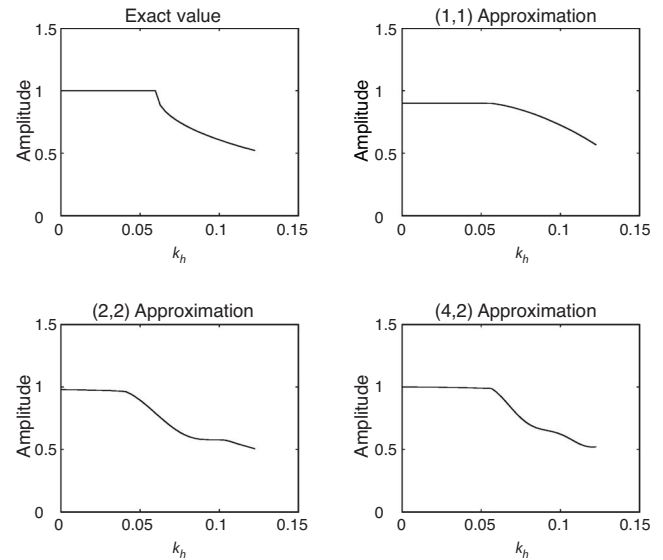 Exact value
1.5
1
0.5
0
Amplitude
0
0.05
0.1
0.15
k_h
(1,1) Approximation
1.5
1
0.5
0
Amplitude
0
0.05
0.1
0.15
k_h
(2,2) Approximation
1.5
1
0.5
0
Amplitude
0
0.05
0.1
0.15
k_h
(4,2) Approximation
1.5
1
0.5
0
Amplitude
0
0.05
0.1
0.15
k_h